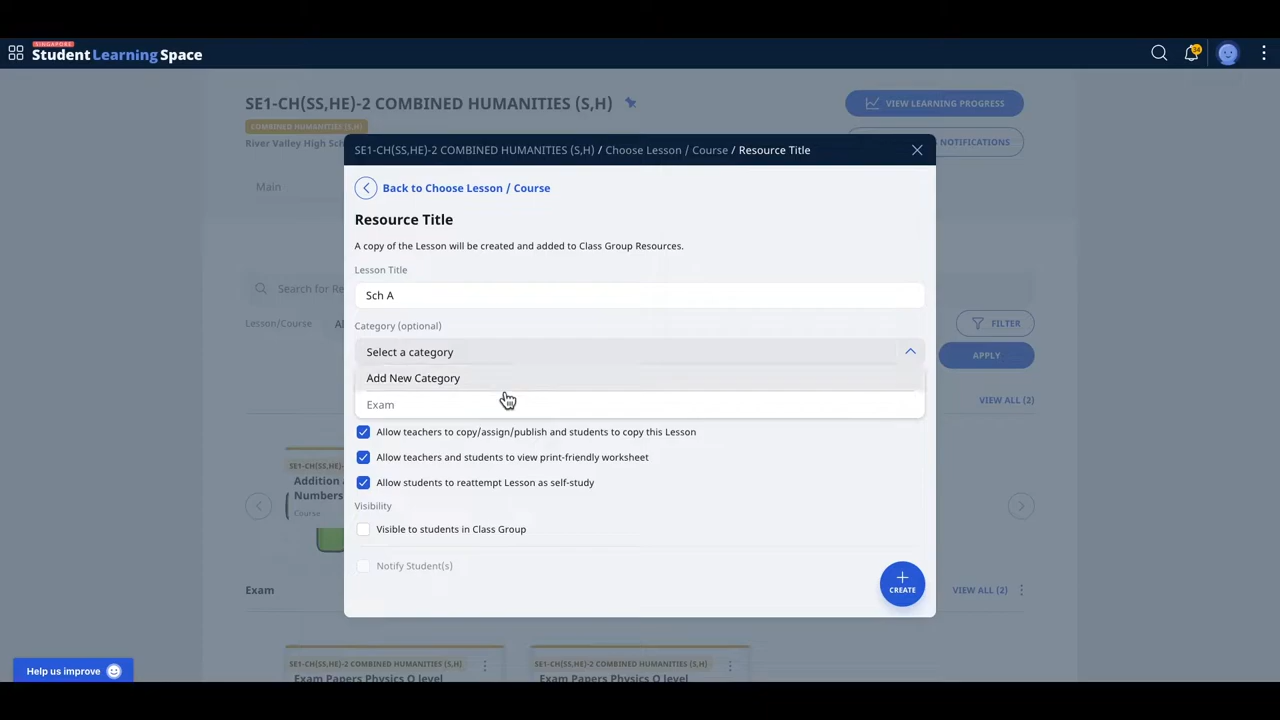 SINGAPORE
Student Learning Space
34
SE1-CH(SS,HE)-2 COMBINED HUMANITIES (S,H)
VIEW LEARNING PROGRESS
COMBINED HUMANITIES (S,H)
River Valley High Sch
NOTIFICATIONS
Main
SE1-CH(SS,HE)-2 COMBINED HUMANITIES (S,H) / Choose Lesson / Course / Resource Title
Back to Choose Lesson / Course
Resource Title
A copy of the Lesson will be created and added to Class Group Resources.
Lesson Title
Sch A
Category (optional)
Select a category
Add New Category
Exam
Allow teachers to copy/assign/publish and students to copy this Lesson
Allow teachers and students to view print-friendly worksheet
Allow students to reattempt Lesson as self-study
Visibility
Visible to students in Class Group
Notify Student(s)
CREATE
Search for Re
Lesson/Course
FILTER
APPLY
VIEW ALL (2)
SE1-CH(SS,HE)
Addition a
Numbers
Course
Exam
VIEW ALL (2)
SE1-CH(SS,HE)-2 COMBINED HUMANITIES (S,H)
Exam Papers Physics O level
SE1-CH(SS,HE)-2 COMBINED HUMANITIES (S,H)
Exam Papers Physics O level
Help us improve